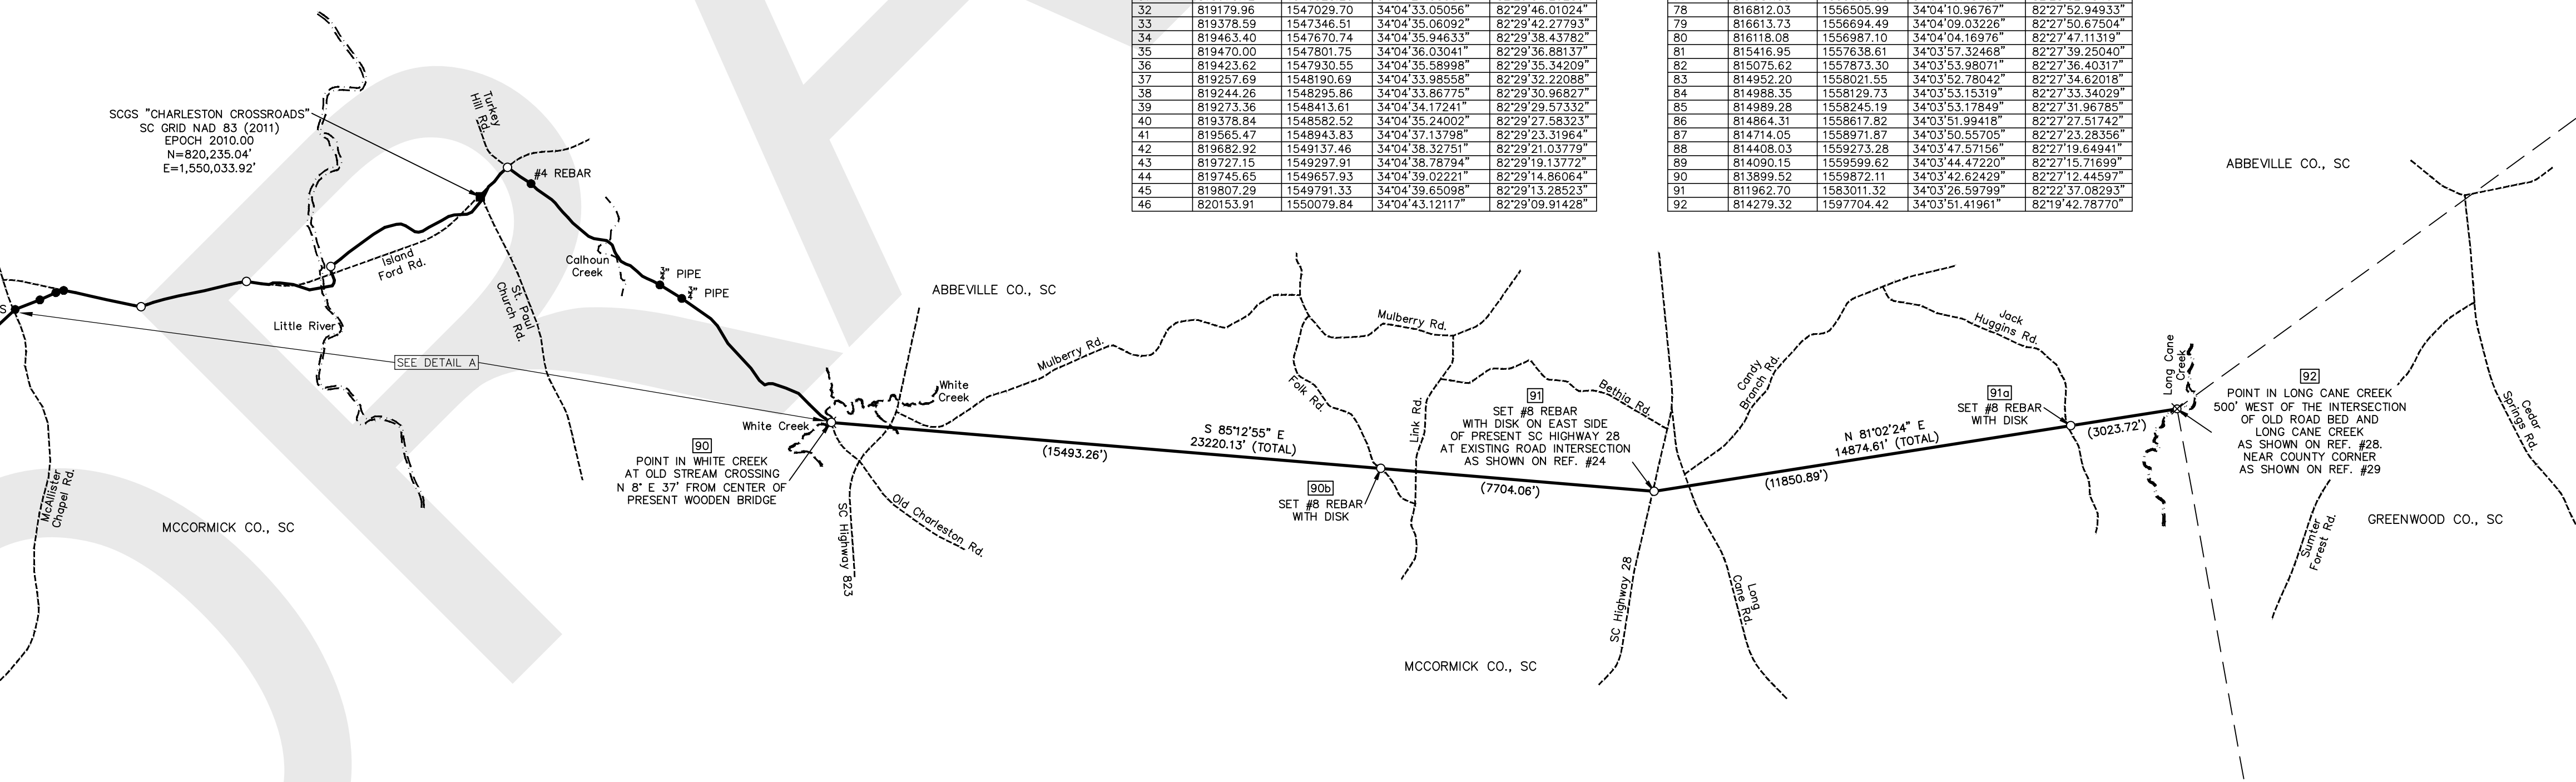 32 819179.96 1547029.70 34°04'33.05056" 82°29'46.01024"
33 819378.59 1547346.51 34°04'35.06092" 82°29'42.27793"
34 819463.40 1547670.74 34°04'35.94633" 82°29'38.43782"
35 819470.00 1547801.75 34°04'36.03041" 82°29'36.88137"
36 819423.62 1547930.55 34°04'35.58998" 82°29'35.34209"
37 819257.69 1548190.69 34°04'33.98558" 82°29'32.22088"
38 819244.26 1548295.86 34°04'33.86775" 82°29'30.96827"
39 819273.36 1548413.61 34°04'34.17241" 82°29'29.57332"
40 819378.84 1548582.52 34°04'35.24002" 82°29'27.58323"
41 819565.47 1548943.83 34°04'37.13798" 82°29'23.31964"
42 819682.92 1549137.46 34°04'38.32751" 82°29'21.03779"
43 819727.15 1549297.91 34°04'38.78794" 82°29'19.13772"
44 819745.65 1549657.93 34°04'39.02221" 82°29'14.86064"
45 819807.29 1549791.33 34°04'39.65098" 82°29'13.28523"
46 820153.91 1550079.84 34°04'43.12117" 82°29'09.91428"
78 816812.03 1556505.99 34°04'10.96767" 82°27'52.94933"
79 816613.73 1556694.49 34°04'09.03226" 82°27'50.67504"
80 816118.08 1556987.10 34°04'04.16976" 82°27'47.11319"
81 815416.95 1557638.61 34°03'57.32468" 82°27'39.25040"
82 815075.62 1557873.30 34°03'53.98071" 82°27'36.40317"
83 814952.20 1558021.55 34°03'52.78042" 82°27'34.62018"
84 814988.35 1558129.73 34°03'53.15319" 82°27'33.34029"
85 814989.28 1558245.19 34°03'53.17849" 82°27'31.96785"
86 814864.31 1558617.82 34°03'51.99418" 82°27'27.51742"
87 814714.05 1558971.87 34°03'50.55705" 82°27'23.28356"
88 814408.03 1559273.28 34°03'47.57156" 82°27'19.64941"
89 814090.15 1559599.62 34°03'44.47220" 82°27'15.71699"
90 813899.52 1559872.11 34°03'42.62429" 82°27'12.44597"
91 811962.70 1583011.32 34°03'26.59799" 82°22'37.08293"
92 814279.32 1597704.42 34°03'51.41961" 82°19'42.78770"
SCGS "CHARLESTON CROSSROADS"
SC GRID NAD 83 (2011)
EPOCH 2010.00
N=820,235.04'
E=1,550,033.92'
Turkey
Hill Rd.
#4 REBAR
Island
Ford Rd.
Calhoun
Creek
¾" PIPE
¾" PIPE
S
St. Paul
Church Rd.
Little River
SEE DETAIL A
McAllister
Chapel Rd.
MCCORMICK CO., SC
ABBEVILLE CO., SC
Mulberry Rd.
White
Creek
White Creek
90
POINT IN WHITE CREEK
AT OLD STREAM CROSSING
N 8° E 37' FROM CENTER OF
PRESENT WOODEN BRIDGE
SC Highway 823
Old Charleston Rd.
S 85°12'55" E
23220.13' (TOTAL)
(15493.26')
Mulberry Rd.
Folk Rd.
Link Rd.
Bethia Rd.
90b
SET #8 REBAR
WITH DISK
91
SET #8 REBAR
WITH DISK ON EAST SIDE
OF PRESENT SC HIGHWAY 28
AT EXISTING ROAD INTERSECTION
AS SHOWN ON REF. #24
(7704.06')
SC Highway 28
Long
Cane Rd.
MCCORMICK CO., SC
Candy
Branch Rd.
Jack
Huggins Rd.
N 81°02'24" E
14874.61' (TOTAL)
(11850.89')
91a
SET #8 REBAR
WITH DISK
(3023.72')
Long Cane
Creek
92
POINT IN LONG CANE CREEK
500' WEST OF THE INTERSECTION
OF OLD ROAD BED AND
LONG CANE CREEK
AS SHOWN ON REF. #28.
NEAR COUNTY CORNER
AS SHOWN ON REF. #29
ABBEVILLE CO., SC
Cedar
Springs Rd.
Sumter
Forest Rd.
GREENWOOD CO., SC